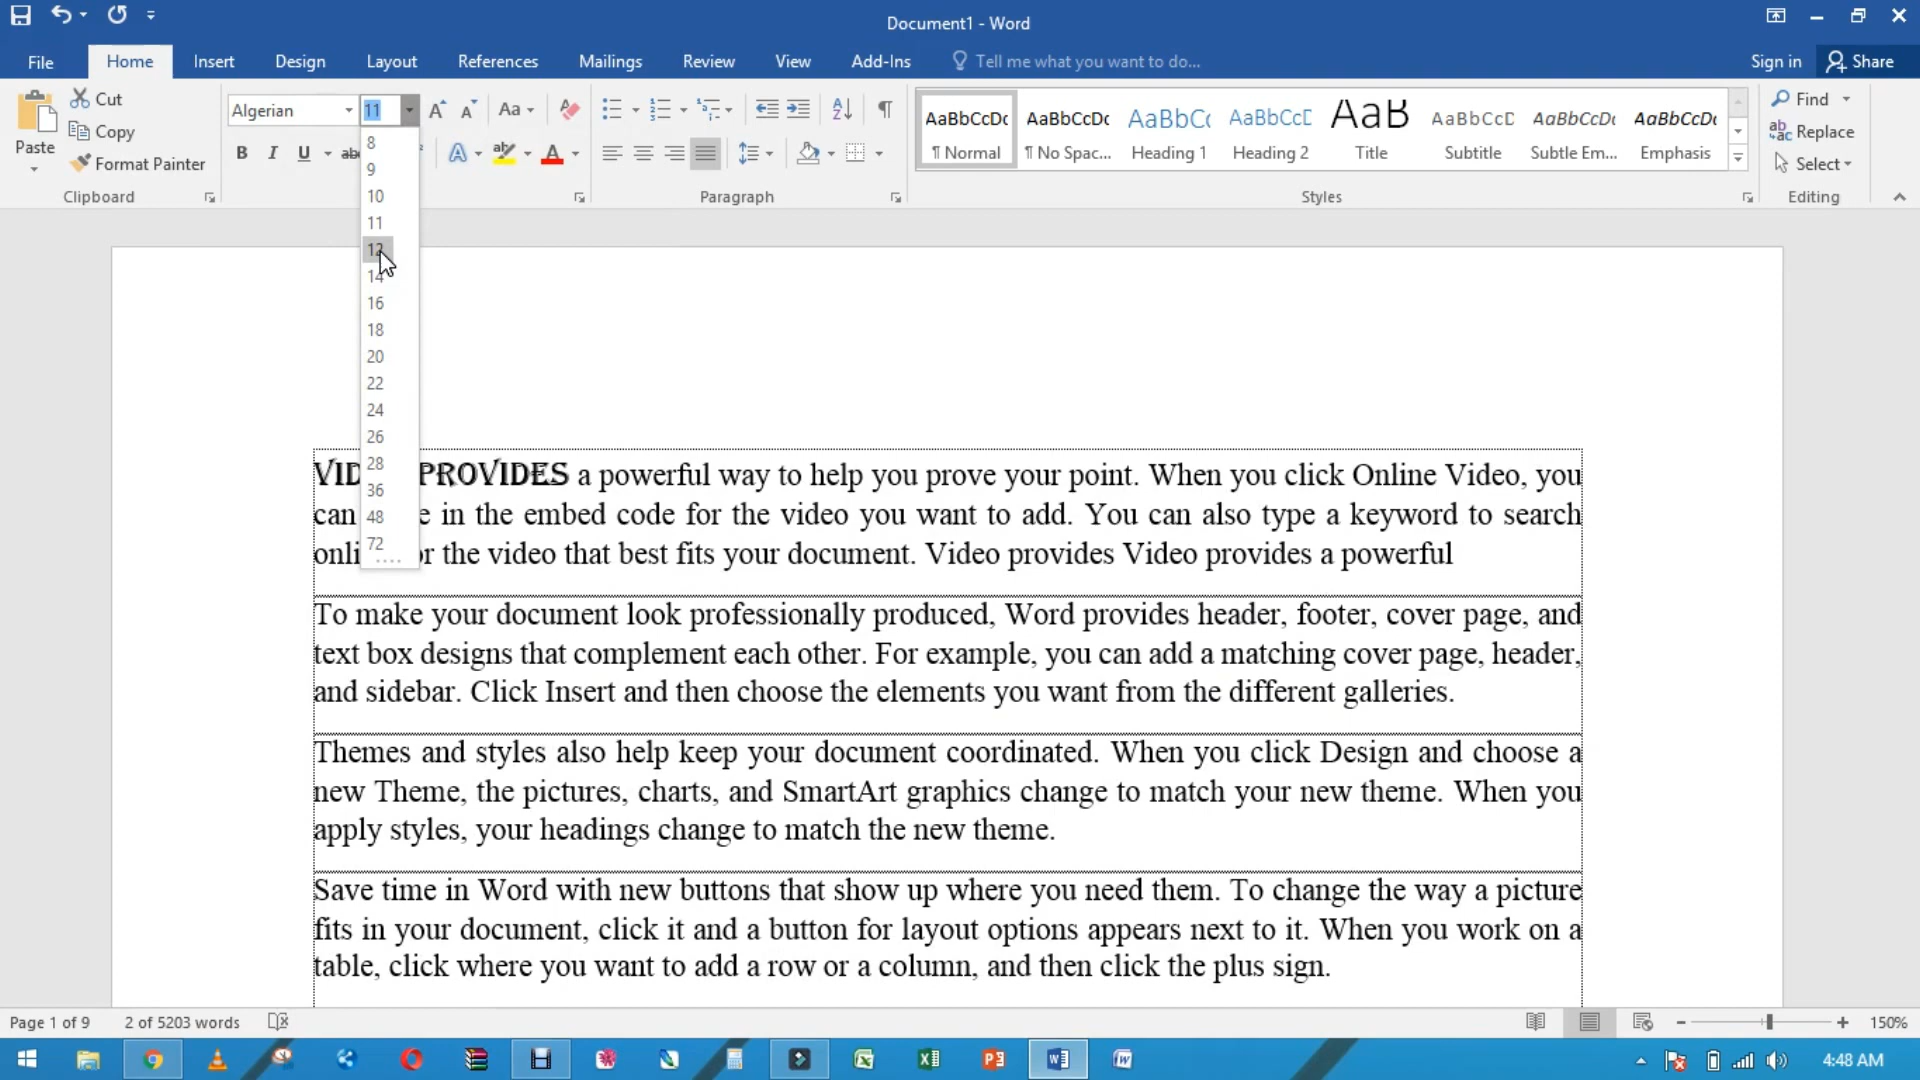 Document1 - Word
File Home Insert Design Layout References Mailings Review View Add-Ins Tell me what you want to do... Sign in Share
Paste
Cut
Copy
Format Painter
Clipboard
Algerian 11
8
9
10
11
12
14
16
18
20
22
24
26
28
36
48
72
Aa
B I U
A A
Paragraph
AaBbCcDc AaBbCcDc AaBbCc AaBbCcD AaB AaBbCcD AaBbCcDc AaBbCcDc
¶ Normal ¶ No Spac... Heading 1 Heading 2 Title Subtitle Subtle Em... Emphasis
Styles
Find
Replace
Select
Editing
PROVIDES a powerful way to help you prove your point. When you click Online Video, you
can in the embed code for the video you want to add. You can also type a keyword to search
the video that best fits your document. Video provides Video provides a powerful
To make your document look professionally produced, Word provides header, footer, cover page, and
text box designs that complement each other. For example, you can add a matching cover page, header,
and sidebar. Click Insert and then choose the elements you want from the different galleries.
Themes and styles also help keep your document coordinated. When you click Design and choose a
new Theme, the pictures, charts, and SmartArt graphics change to match your new theme. When you
apply styles, your headings change to match the new theme.
Save time in Word with new buttons that show up where you need them. To change the way a picture
fits in your document, click it and a button for layout options appears next to it. When you work on a
table, click where you want to add a row or a column, and then click the plus sign.
Page 1 of 9 2 of 5203 words 150%
4:48 AM